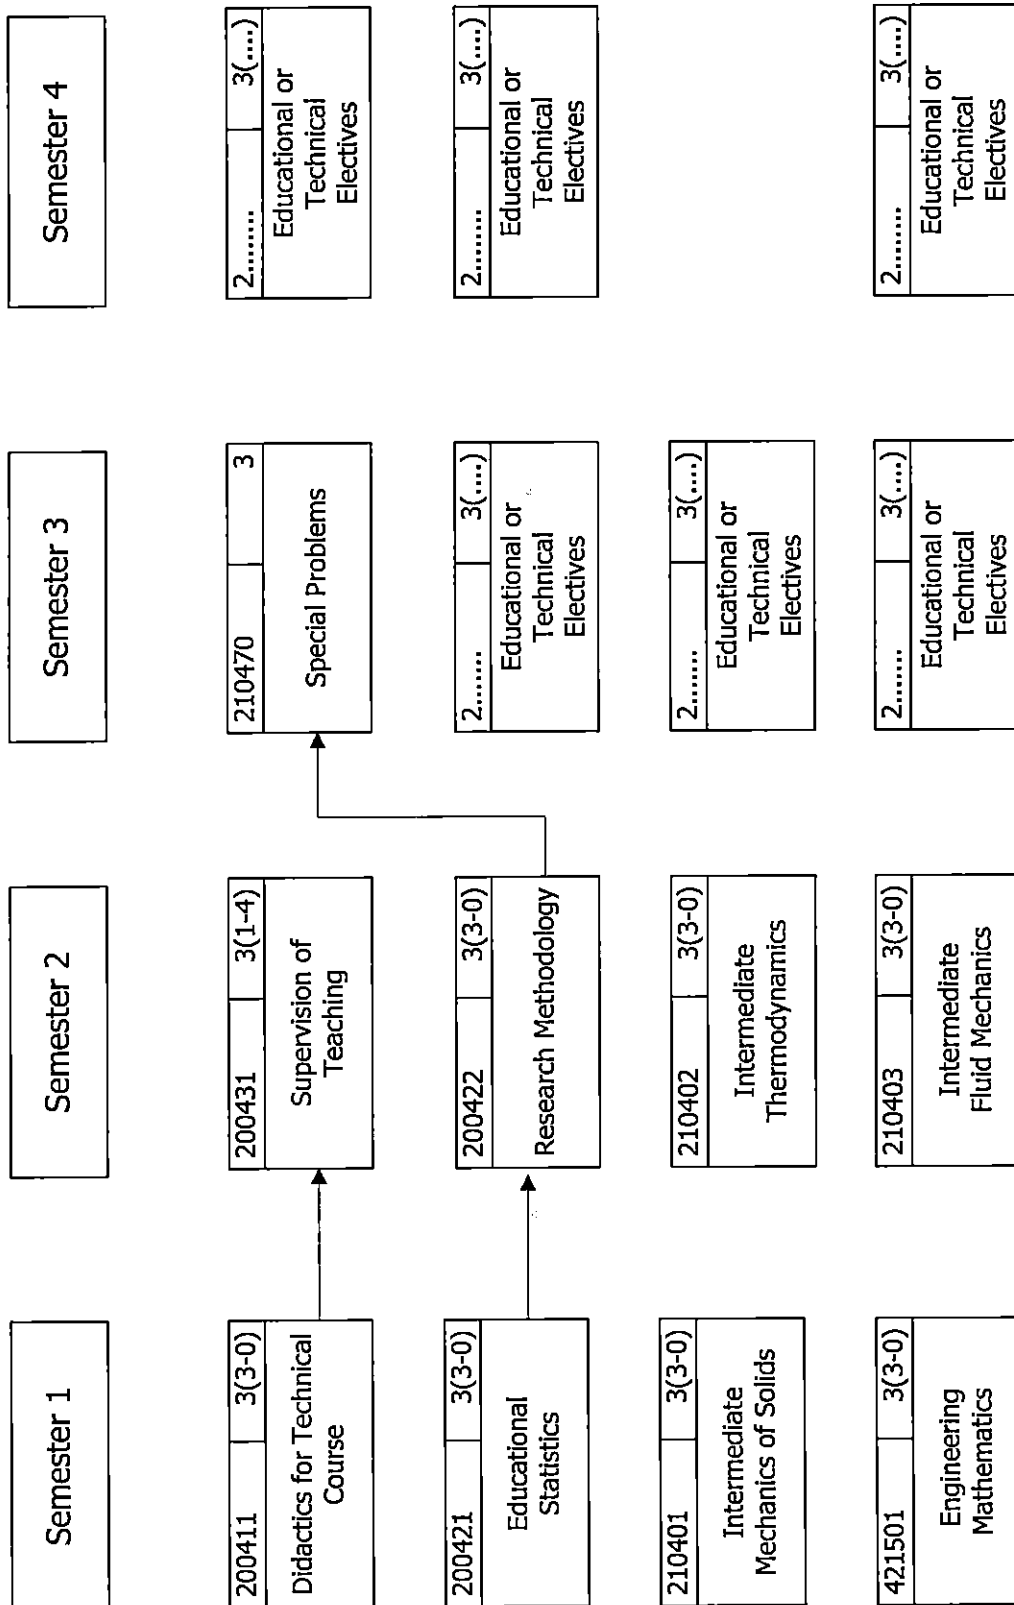 Semester 1
Semester 2
Semester 3
Semester 4
200411 3(3-0)
Didactics for Technical
Course
200431 3(1-4)
Supervision of
Teaching
210470 3
Special Problems
2........ 3(....)
Educational or
Technical
Electives
200421 3(3-0)
Educational
Statistics
200422 3(3-0)
Research Methodology
2....... 3(....)
Educational or
Technical
Electives
2........ 3(....)
Educational or
Technical
Electives
210401 3(3-0)
Intermediate
Mechanics of Solids
210402 3(3-0)
Intermediate
Thermodynamics
2....... 3(....)
Educational or
Technical
Electives
421501 3(3-0)
Engineering
Mathematics
210403 3(3-0)
Intermediate
Fluid Mechanics
2........ 3(....)
Educational or
Technical
Electives
2........ 3(....)
Educational or
Technical
Electives